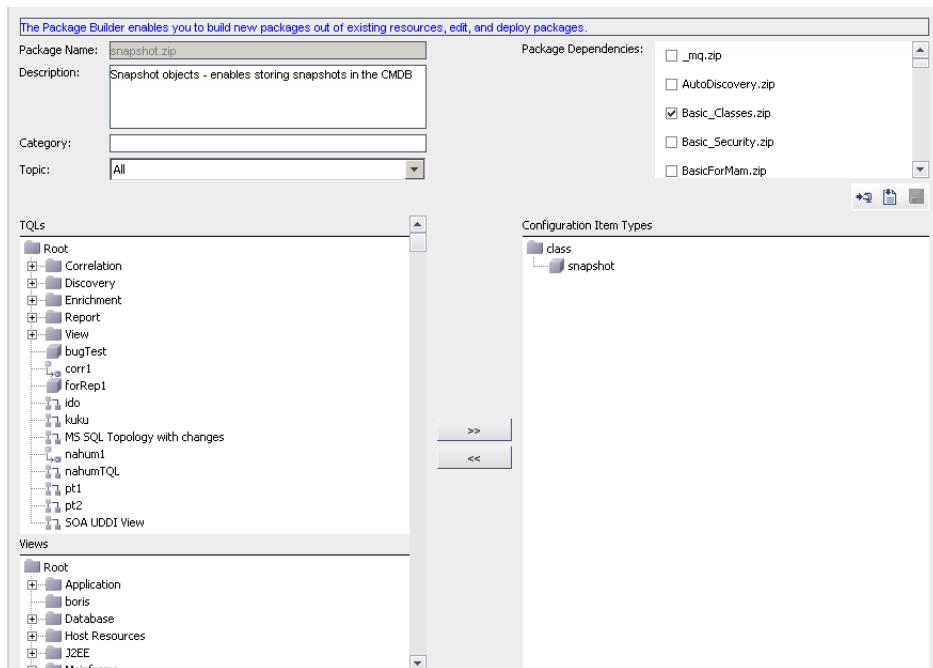 The Package Builder enables you to build new packages out of existing resources, edit, and deploy packages.
Package Name:
snapshot.zip
Description:
Snapshot objects - enables storing snapshots in the CMDB
Category:
Topic:
All
Package Dependencies:
_mq.zip
AutoDiscovery.zip
Basic_Classes.zip
Basic_Security.zip
BasicForMam.zip
TQLs
Root
Correlation
Discovery
Enrichment
Report
View
bugTest
corr1
forRep1
ido
kuku
MS SQL Topology with changes
nahum1
nahumTQL
pt1
pt2
SOA UDDI View
Views
Root
Application
boris
Database
Host Resources
J2EE
Mainframe
>>
<<
Configuration Item Types
class
snapshot